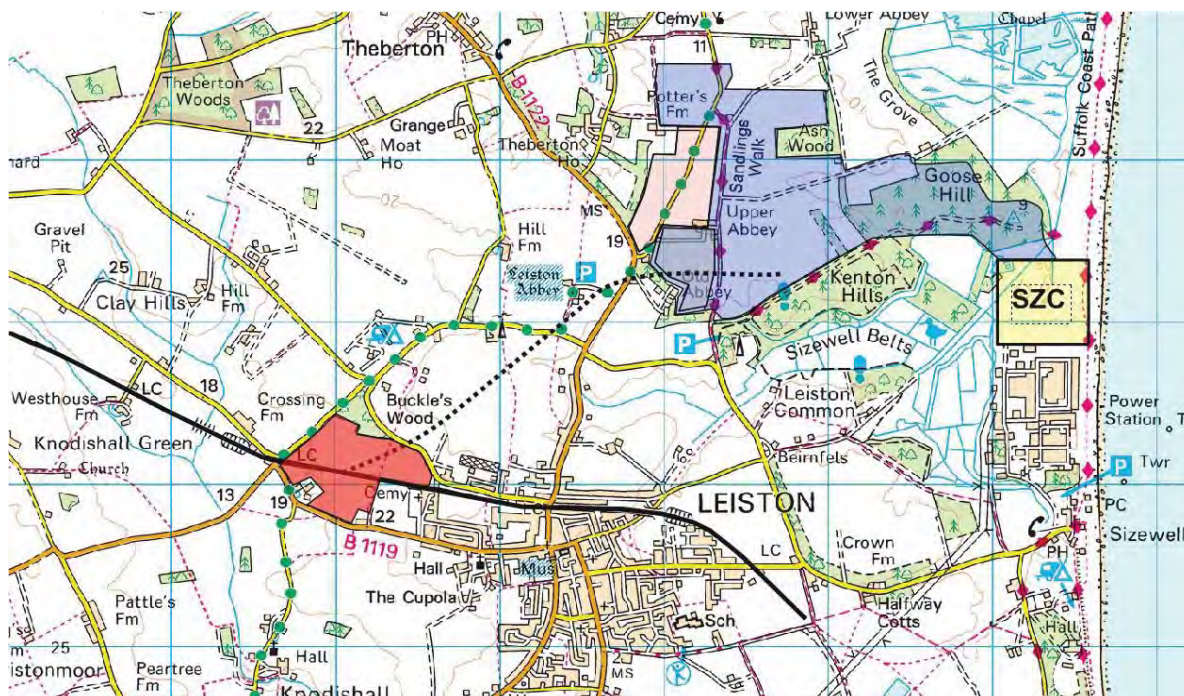 Cemy
Lower Abbey
Chapel
Theberton
PH
11
Suffolk Coast Path
Theberton
Woods
B 1122
Potter's
Fm
The Grove
22
Grange
Moat
Ho
Theberton
Ho
Ash
Wood
Sandlings
Walk
Goose
Hill
9
20
MS
Upper
Abbey
Gravel
Pit
Hill
Fm
19
P
Leiston
Abbey
Old
Abbey
25
Clay Hills
Hill
Fm
Kenton
Hills
SZC
P
Sizewell Belts
LC
18
Westhouse
Fm
Crossing
Fm
Buckle's
Wood
Leiston
Common
Power
Station
Knodishall Green
LC
Church
Beirnfels
P
Twr
13
19
Cemy
22
LEISTON
PC
B 1119
Sizewell
LC
Crown
Fm
PH
Hall
Mus
Pattle's
Fm
The Cupola
Halfway
Cotts
Sch
Hall
25
istonmoor
Peartree
Fm
Hall
MS
Knodishall